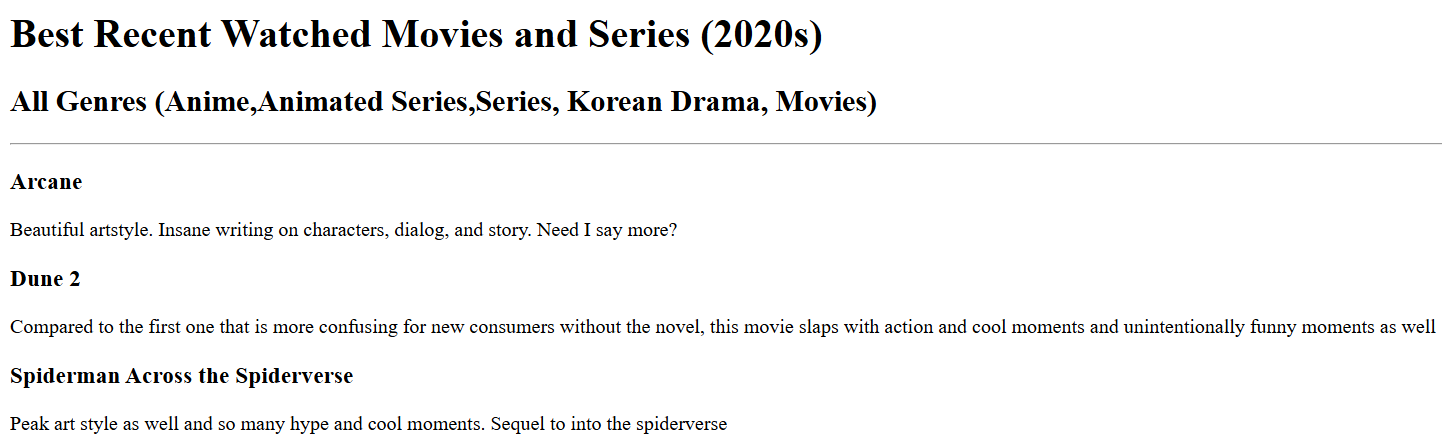 Best Recent Watched Movies and Series (2020s)
All Genres (Anime,Animated Series,Series, Korean Drama, Movies)
Arcane
Beautiful artstyle. Insane writing on characters, dialog, and story. Need I say more?
Dune 2
Compared to the first one that is more confusing for new consumers without the novel, this movie slaps with action and cool moments and unintentionally funny moments as well
Spiderman Across the Spiderverse
Peak art style as well and so many hype and cool moments. Sequel to into the spiderverse